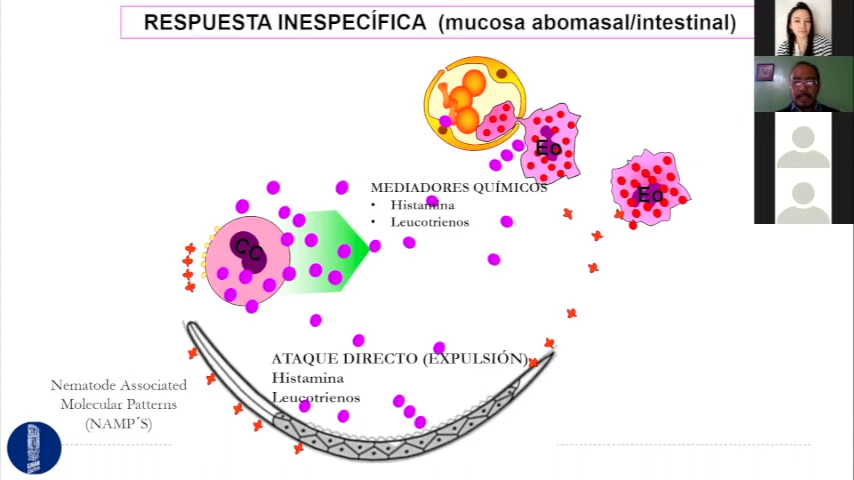 RESPUESTA INESPECÍFICA (mucosa abomasal/intestinal)
Eo
Eo
MEDIADORES QUÍMICOS
• Histamina
• Leucotrienos
CC
ATAQUE DIRECTO (EXPULSIÓN)
Histamina
Leucotrienos
Nematode Associated
Molecular Patterns
(NAMP´S)